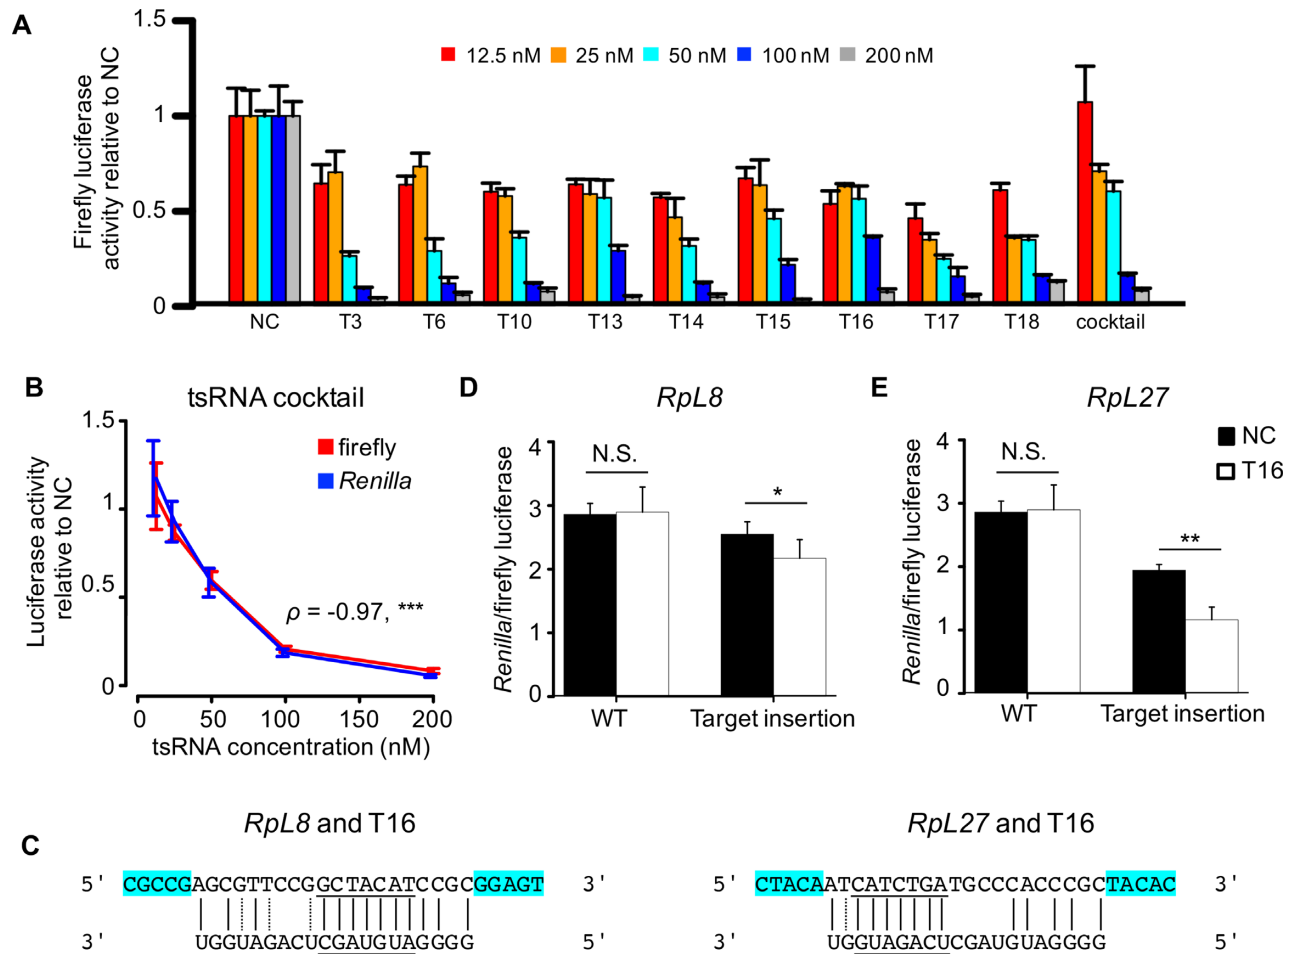 A
1.5
1
0.5
0
Firefly luciferase
activity relative to NC
12.5 nM 25 nM 50 nM 100 nM 200 nM
NC T3 T6 T10 T13 T14 T15 T16 T17 T18 cocktail
B
tsRNA cocktail
1.5
1
0.5
0
Luciferase activity
relative to NC
firefly
Renilla
ρ = -0.97, ***
0 50 100 150 200
tsRNA concentration (nM)
D
RpL8
4
3
2
1
0
Renilla/firefly luciferase
N.S.
*
WT Target insertion
E
RpL27
4
3
2
1
0
Renilla/firefly luciferase
N.S.
**
NC
T16
WT Target insertion
C
RpL8 and T16
5' CGCCGAGCGTTCCGGCTACATCCGCGGAGT 3'
3' UGGUAGACUCGAUGUAGGGG 5'
RpL27 and T16
5' CTACAATCATCTGATGCCCACCCGCTACAC 3'
3' UGGUAGACUCGAUGUAGGGG 5'